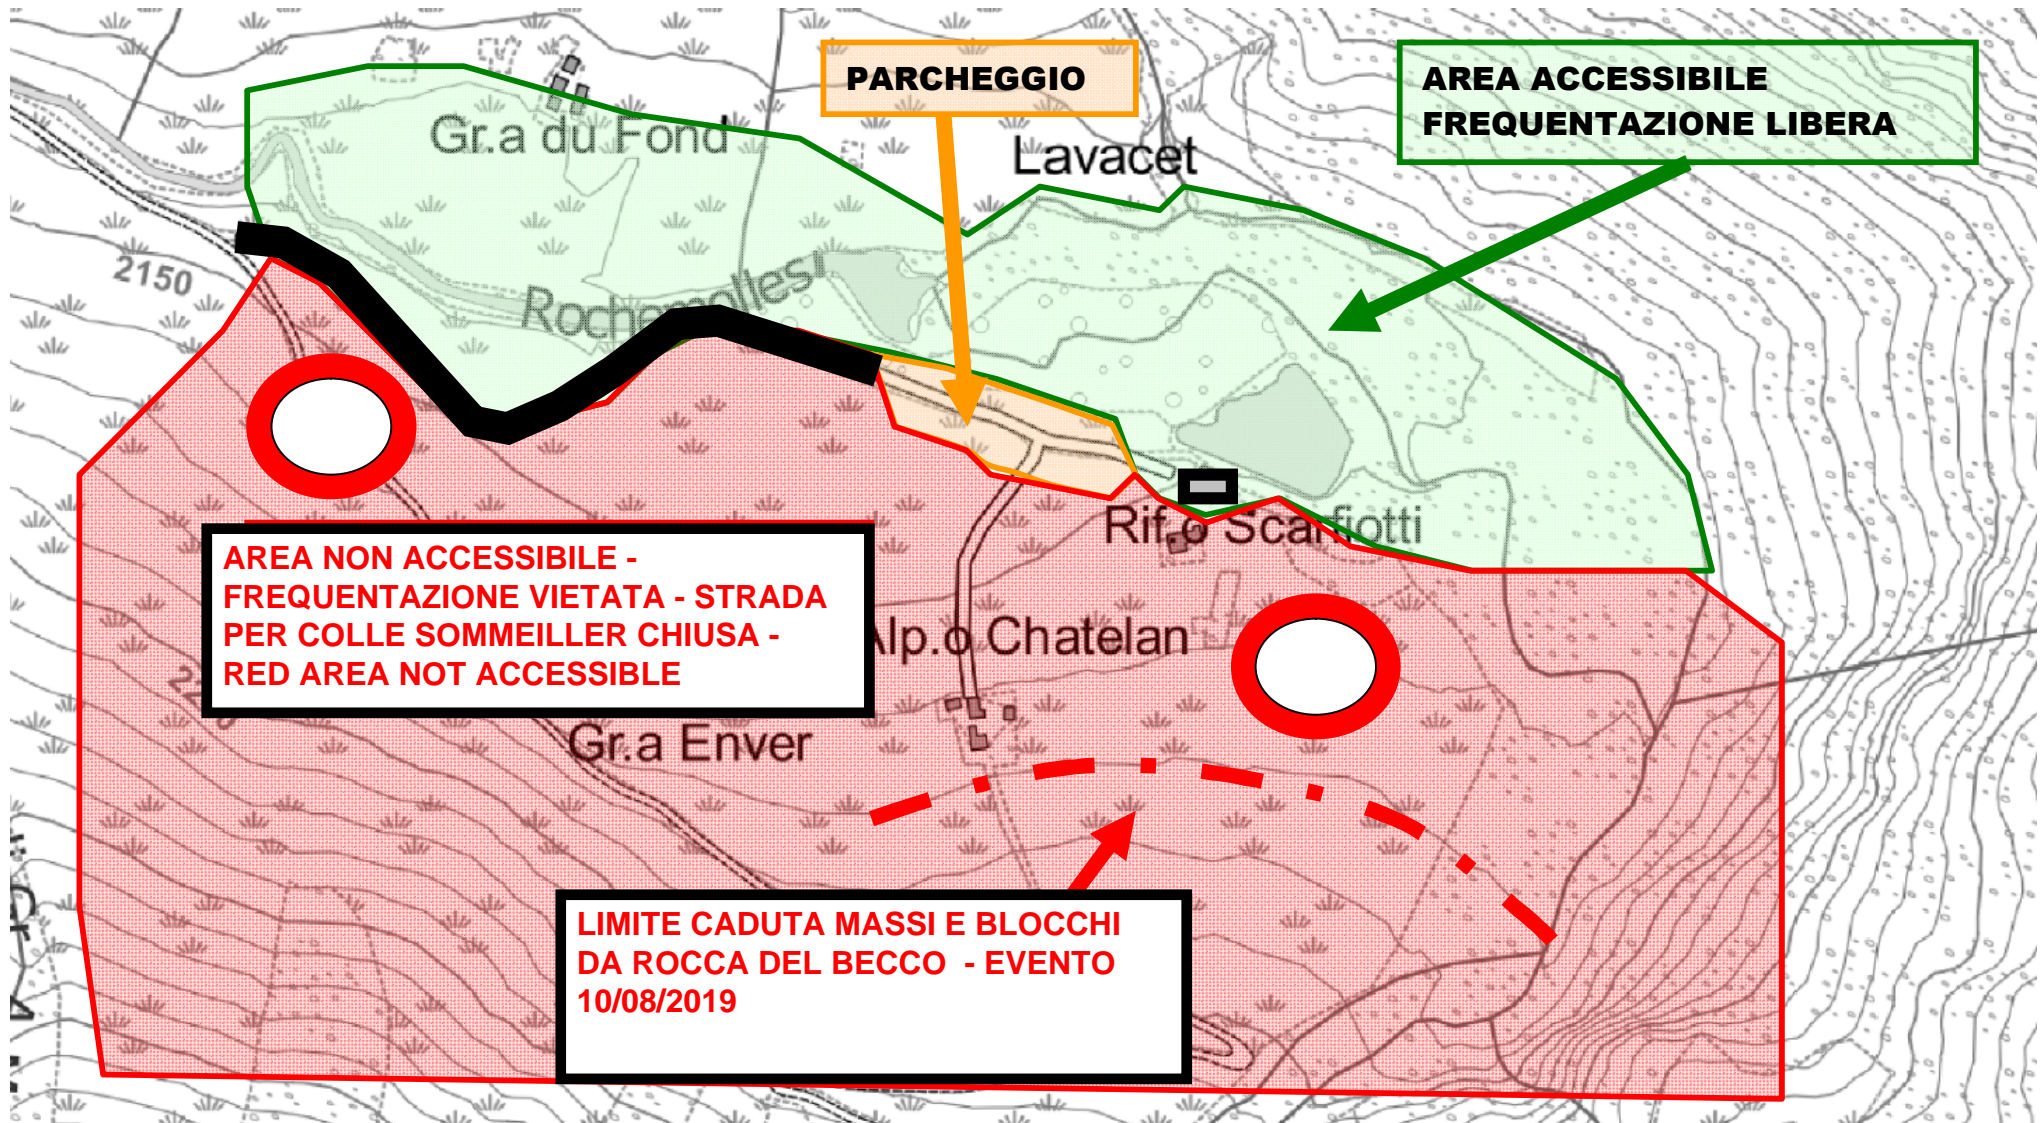 PARCHEGGIO
AREA ACCESSIBILE
FREQUENTAZIONE LIBERA
Gr.a du Fond
Lavacet
2150
Rochemollesi
Rif.o Scarfiotti
AREA NON ACCESSIBILE -
FREQUENTAZIONE VIETATA - STRADA
PER COLLE SOMMEILLER CHIUSA -
RED AREA NOT ACCESSIBLE
Alp.o Chatelan
Gr.a Enver
LIMITE CADUTA MASSI E BLOCCHI
DA ROCCA DEL BECCO - EVENTO
10/08/2019